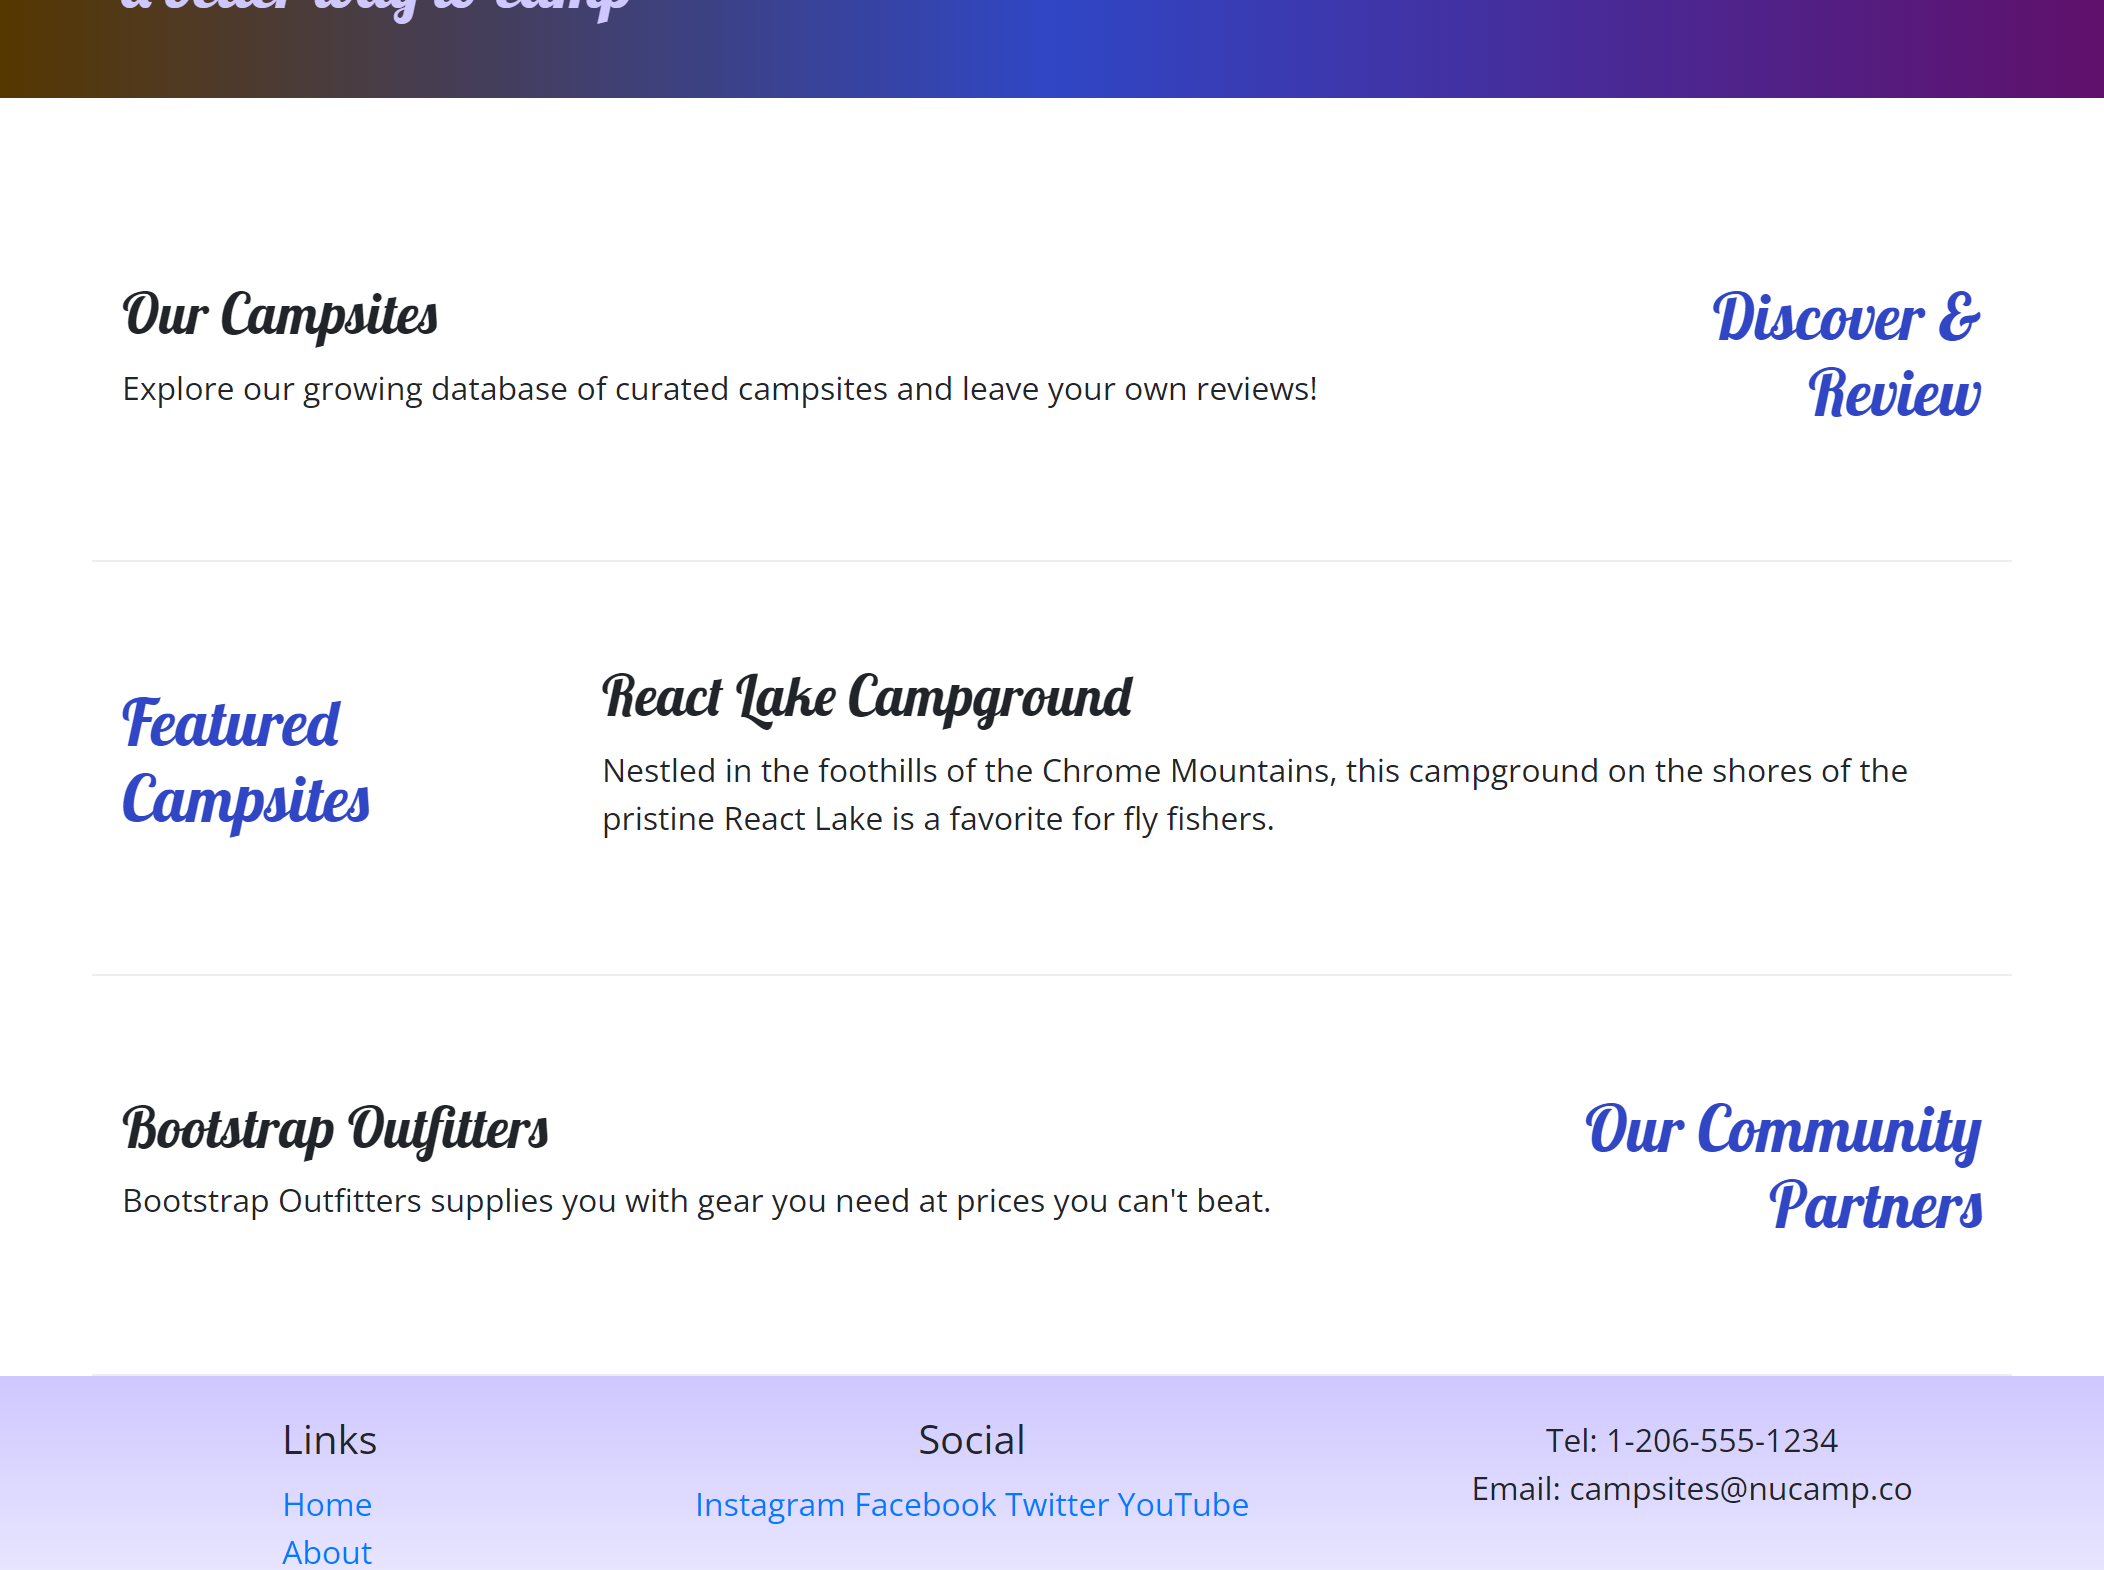 a better way to camp
Our Campsites
Explore our growing database of curated campsites and leave your own reviews!
Discover &
Review
Featured
Campsites
React Lake Campground
Nestled in the foothills of the Chrome Mountains, this campground on the shores of the
pristine React Lake is a favorite for fly fishers.
Bootstrap Outfitters
Bootstrap Outfitters supplies you with gear you need at prices you can't beat.
Our Community
Partners
Links
Home
About
Social
Instagram Facebook Twitter YouTube
Tel: 1-206-555-1234
Email: campsites@nucamp.co